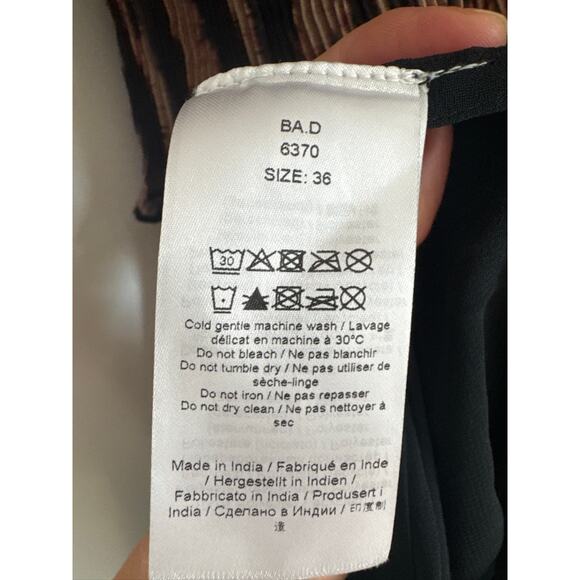 BA.D
6370
SIZE: 36
30
Cold gentle machine wash / Lavage
délicat en machine à 30°C
Do not bleach / Ne pas blanchir
Do not tumble dry / Ne pas utiliser de
sèche-linge
Do not iron / Ne pas repasser
Do not dry clean / Ne pas nettoyer à
sec
Made in India / Fabriqué en Inde
/ Hergestellt in Indien /
Fabbricato in India / Produsert i
India / Сделано в Индии / 印度制
造